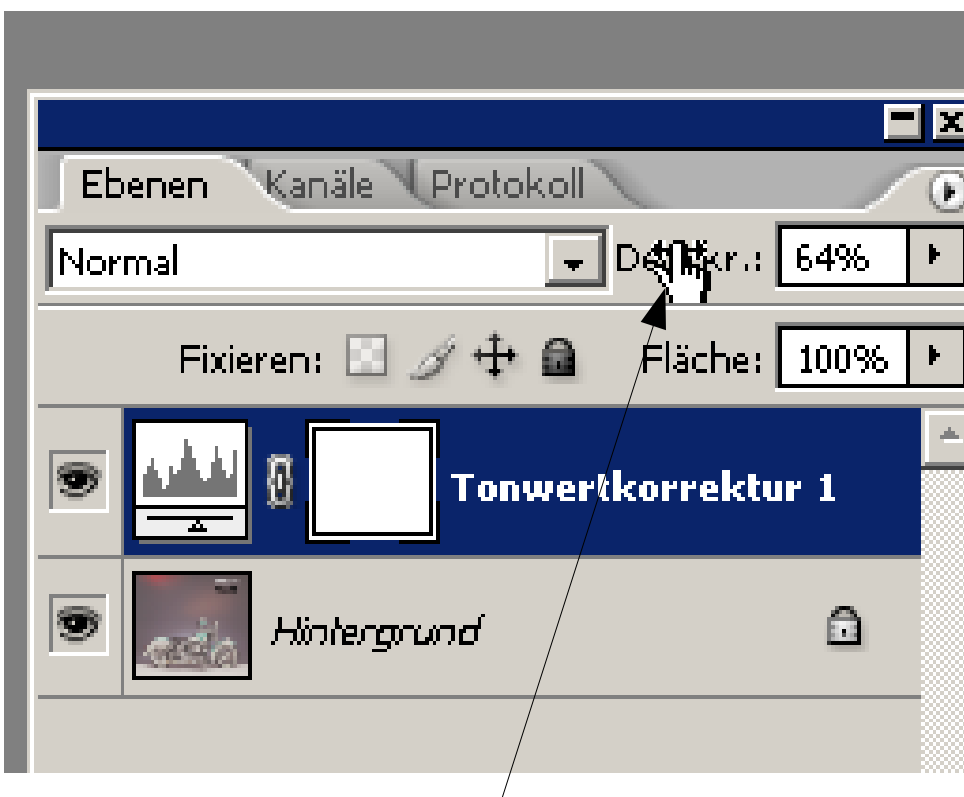 Ebenen Kanäle Protokoll
Normal 64%
Fixieren: Fläche: 100%
Tonwertkorrektur 1
Hintergrund